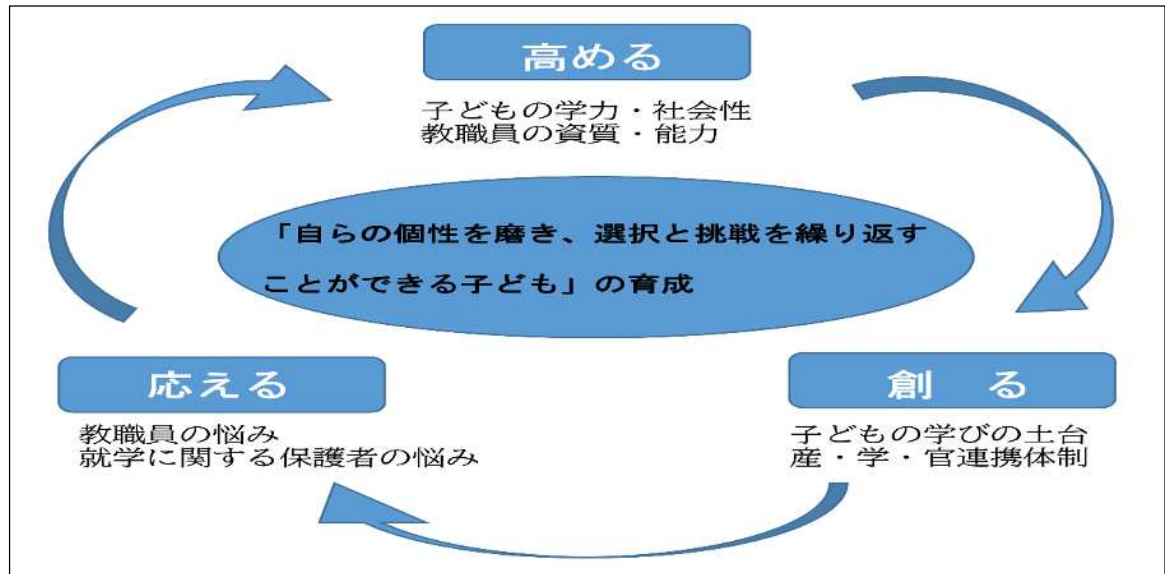 高める
子どもの学力・社会性
教職員の資質・能力
「自らの個性を磨き、選択と挑戦を繰り返す
ことができる子ども」の育成
応える
教職員の悩み
就学に関する保護者の悩み
創　る
子どもの学びの土台
産・学・官連携体制